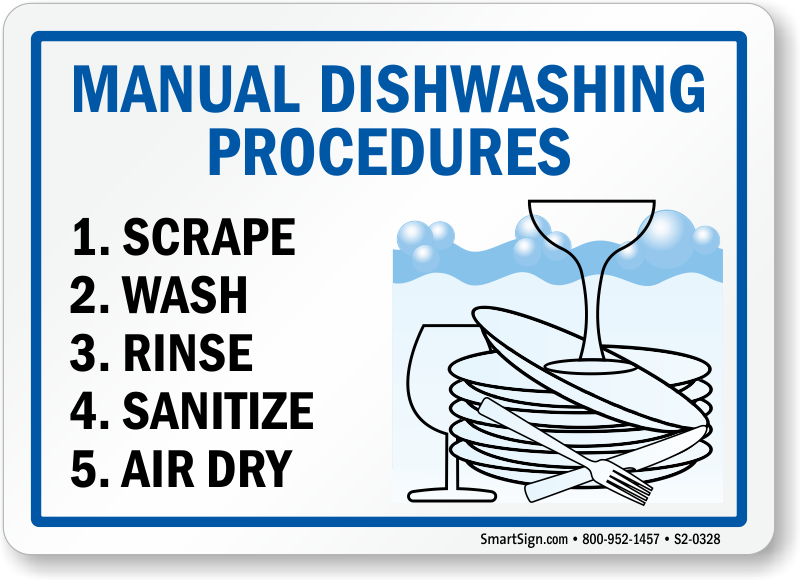 MANUAL DISHWASHING
PROCEDURES
1. SCRAPE
2. WASH
3. RINSE
4. SANITIZE
5. AIR DRY
SmartSign.com • 800-952-1457 • S2-0328